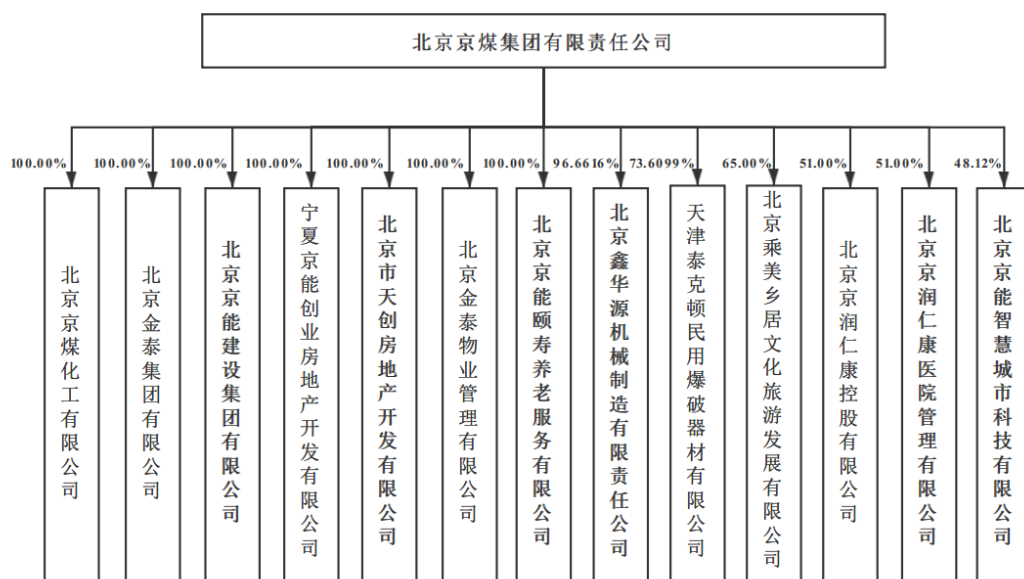 北京京煤集团有限责任公司
100.00%
100.00%
100.00%
100.00%
100.00%
100.00%
100.00%
96.6616%
73.6099%
65.00%
51.00%
51.00%
48.12%
北京京煤化工有限公司
北京金泰集团有限公司
北京京能建设集团有限公司
宁夏京能创业房地产开发有限公司
北京市天创房地产开发有限公司
北京金泰物业管理有限公司
北京京能颐寿养老服务有限公司
北京鑫华源机械制造有限责任公司
天津泰克顿民用爆破器材有限公司
北京乘美乡居文化旅游发展有限公司
北京京润仁康控股有限公司
北京京润仁康医院管理有限公司
北京京能智慧城市科技有限公司